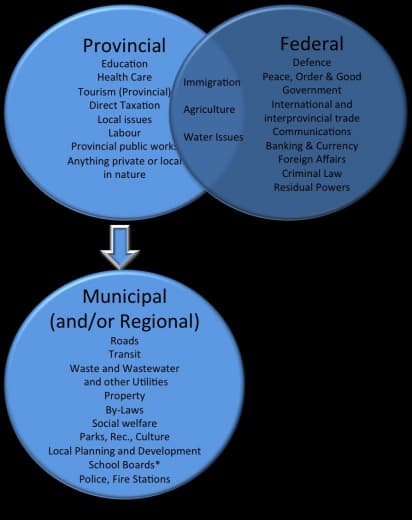 Provincial
Education
Health Care
Tourism (Provincial)
Direct Taxation
Local issues
Labour
Provincial public works
Anything private or local
in nature
Immigration
Agriculture
Water Issues
Federal
Defence
Peace, Order & Good
Government
International and
interprovincial trade
Communications
Banking & Currency
Foreign Affairs
Criminal Law
Residual Powers
Municipal
(and/or Regional)
Roads
Transit
Waste and Wastewater
and other Utilities
Property
By-Laws
Social welfare
Parks, Rec., Culture
Local Planning and Development
School Boards*
Police, Fire Stations